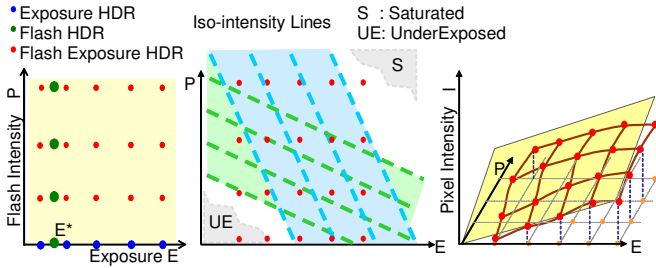 Exposure HDR
Flash HDR
Flash Exposure HDR
Iso-intensity Lines
S : Saturated
UE: UnderExposed
Flash Intensity P
E*
Exposure E
P
S
UE
E
Pixel Intensity I
P
E